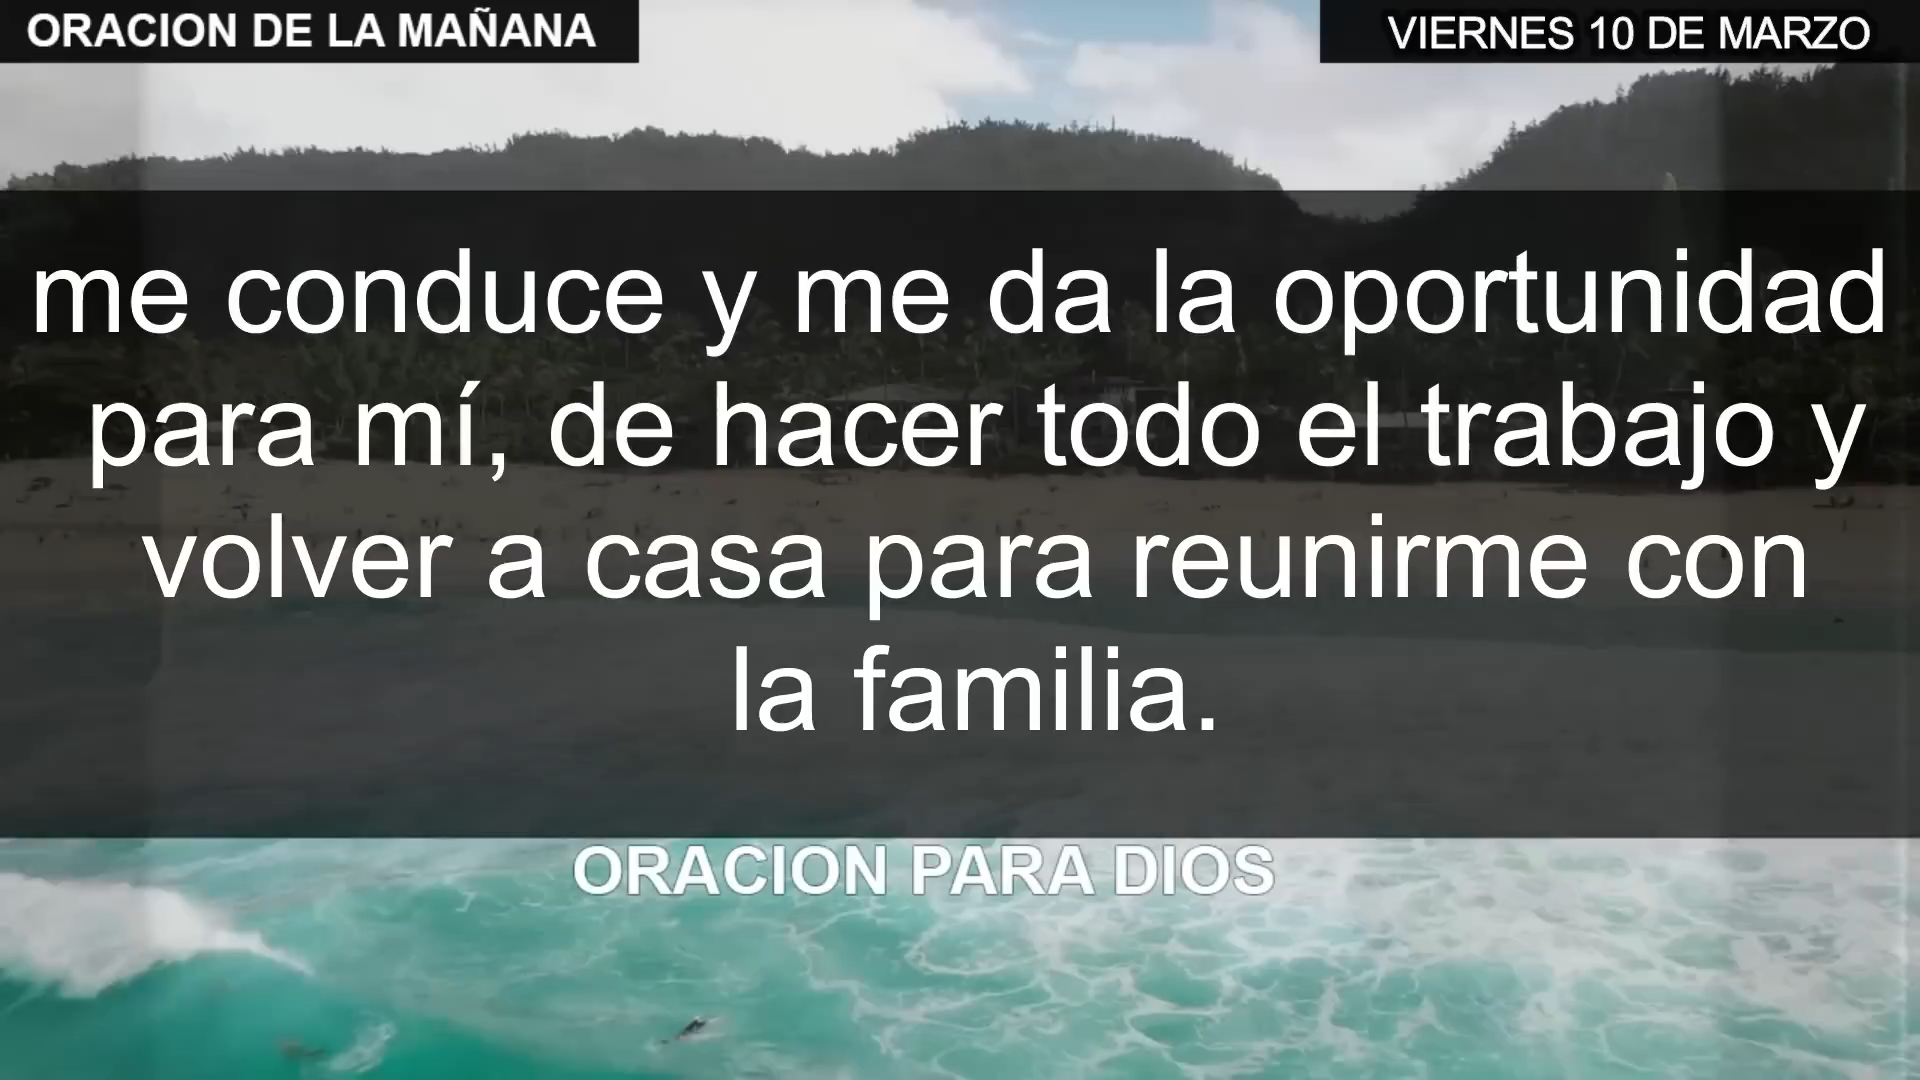 ORACION DE LA MAÑANA
VIERNES 10 DE MARZO
me conduce y me da la oportunidad
para mí, de hacer todo el trabajo y
volver a casa para reunirme con
la familia.
ORACION PARA DIOS